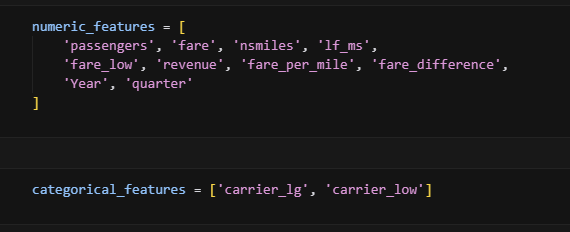 numeric_features = [
'passengers', 'fare', 'nsmiles', 'lf_ms',
'fare_low', 'revenue', 'fare_per_mile', 'fare_difference',
'Year', 'quarter'
]
categorical_features = ['carrier_lg', 'carrier_low']